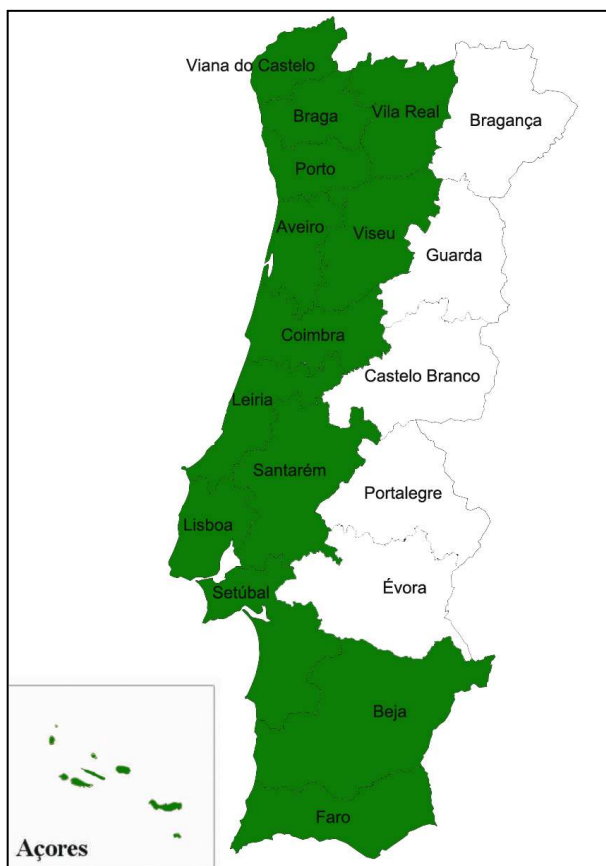 Viana do Castelo
Braga
Vila Real
Bragança
Porto
Aveiro
Viseu
Guarda
Coimbra
Castelo Branco
Leiria
Santarém
Portalegre
Lisboa
Setúbal
Évora
Beja
Faro
Açores